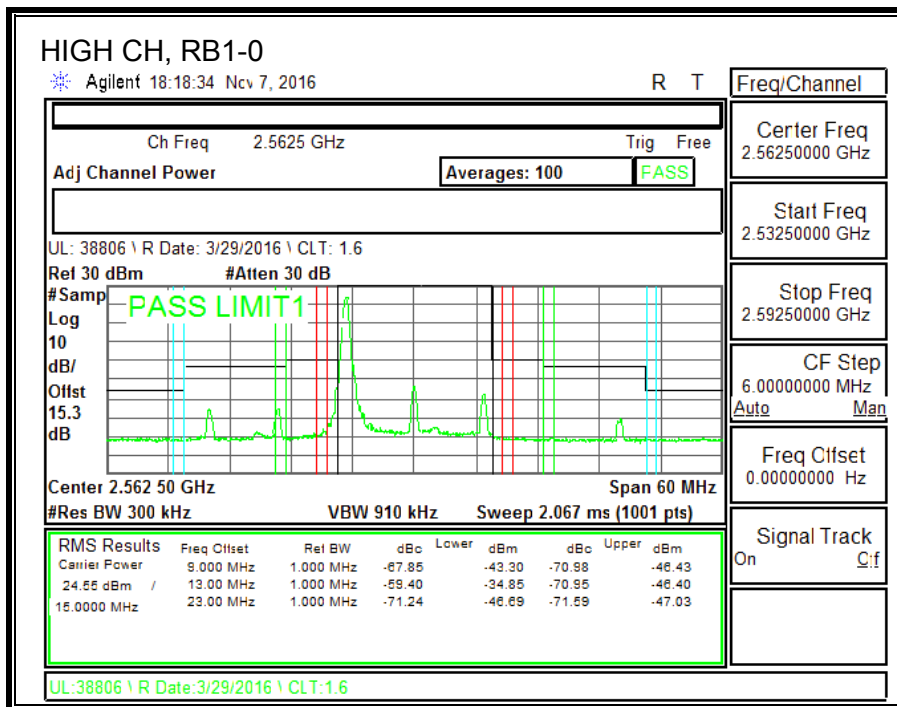 HIGH CH, RB1-0
Agilent 18:18:34 Nov 7, 2016 R T
Freq/Channel
Ch Freq 2.5625 GHz Trig Free
Adj Channel Power Averages: 100 PASS
UL: 38806 \ R Date: 3/29/2016 \ CLT: 1.6
Ref 30 dBm #Atten 30 dB
#Samp
Log
10
dB/
Offst
15.3
dB
PASS LIMIT1
Center 2.562 50 GHz Span 60 MHz
#Res BW 300 kHz VBW 910 kHz Sweep 2.067 ms (1001 pts)
RMS Results Freq Offset Ref BW dBc Lower dBm dBc Upper dBm
Carrier Power 9.000 MHz 1.000 MHz -67.85 -43.30 -70.98 -46.43
24.55 dBm / 13.00 MHz 1.000 MHz -59.40 -34.85 -70.95 -46.40
15.0000 MHz 23.00 MHz 1.000 MHz -71.24 -46.69 -71.59 -47.03
UL:38806 \ R Date:3/29/2016 \ CLT:1.6
Center Freq
2.56250000 GHz
Start Freq
2.53250000 GHz
Stop Freq
2.59250000 GHz
CF Step
6.00000000 MHz
Auto Man
Freq Offset
0.00000000 Hz
Signal Track
On Off